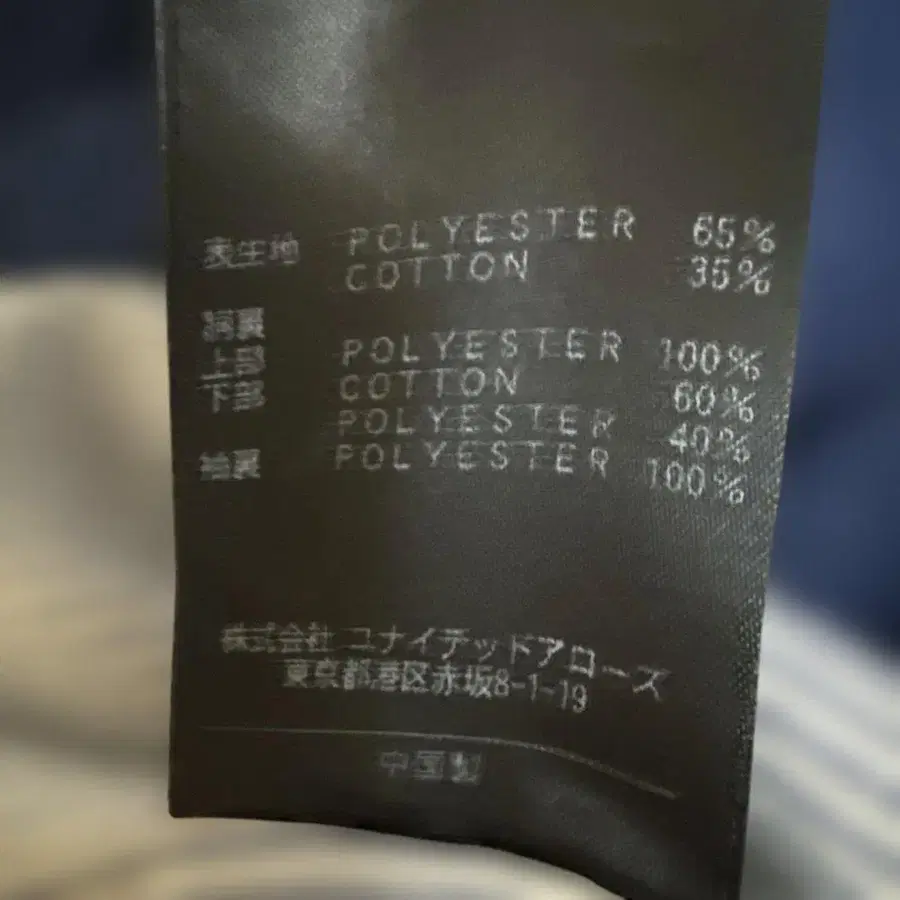 表生地 POLYESTER 65%
COTTON 35%
胴裏
上部 POLYESTER 100%
下部 COTTON 60%
POLYESTER 40%
袖裏 POLYESTER 100%
株式会社 ユナイテッドアローズ
東京都港区赤坂8-1-19
中国製